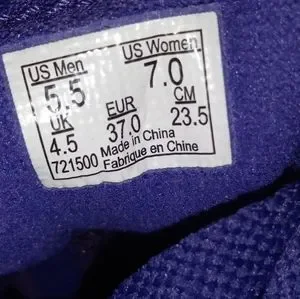 US Men US Women
5.5 7.0
UK EUR CM
4.5 37.0 23.5
721500 Made in China
Fabrique en Chine